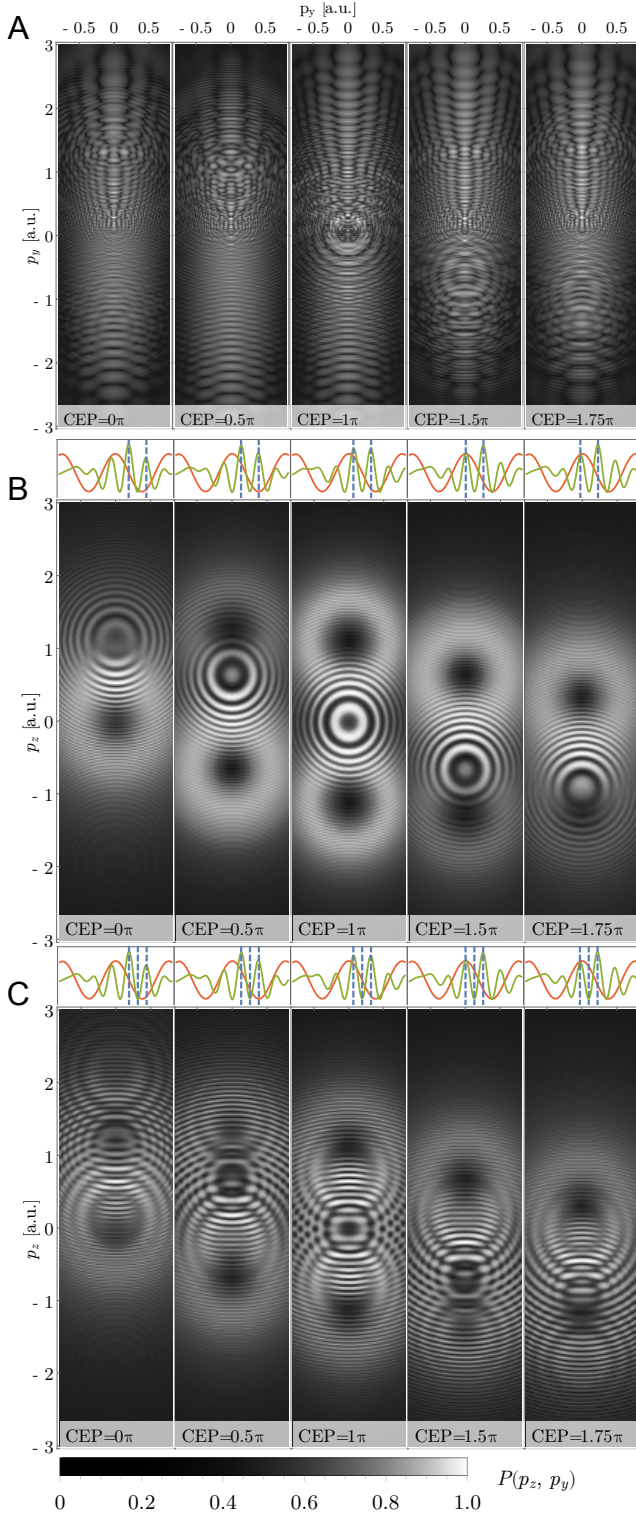 p_y [a.u.]
A
- 0.5 0 0.5 - 0.5 0 0.5 - 0.5 0 0.5 - 0.5 0 0.5 - 0.5 0 0.5
3
2
1
0
- 1
- 2
- 3
p_y [a.u.]
CEP=0π CEP=0.5π CEP=1π CEP=1.5π CEP=1.75π
B
3
2
1
0
- 1
- 2
- 3
p_z [a.u.]
CEP=0π CEP=0.5π CEP=1π CEP=1.5π CEP=1.75π
C
3
2
1
0
- 1
- 2
- 3
p_z [a.u.]
CEP=0π CEP=0.5π CEP=1π CEP=1.5π CEP=1.75π
0 0.2 0.4 0.6 0.8 1.0
P(p_z, p_y)